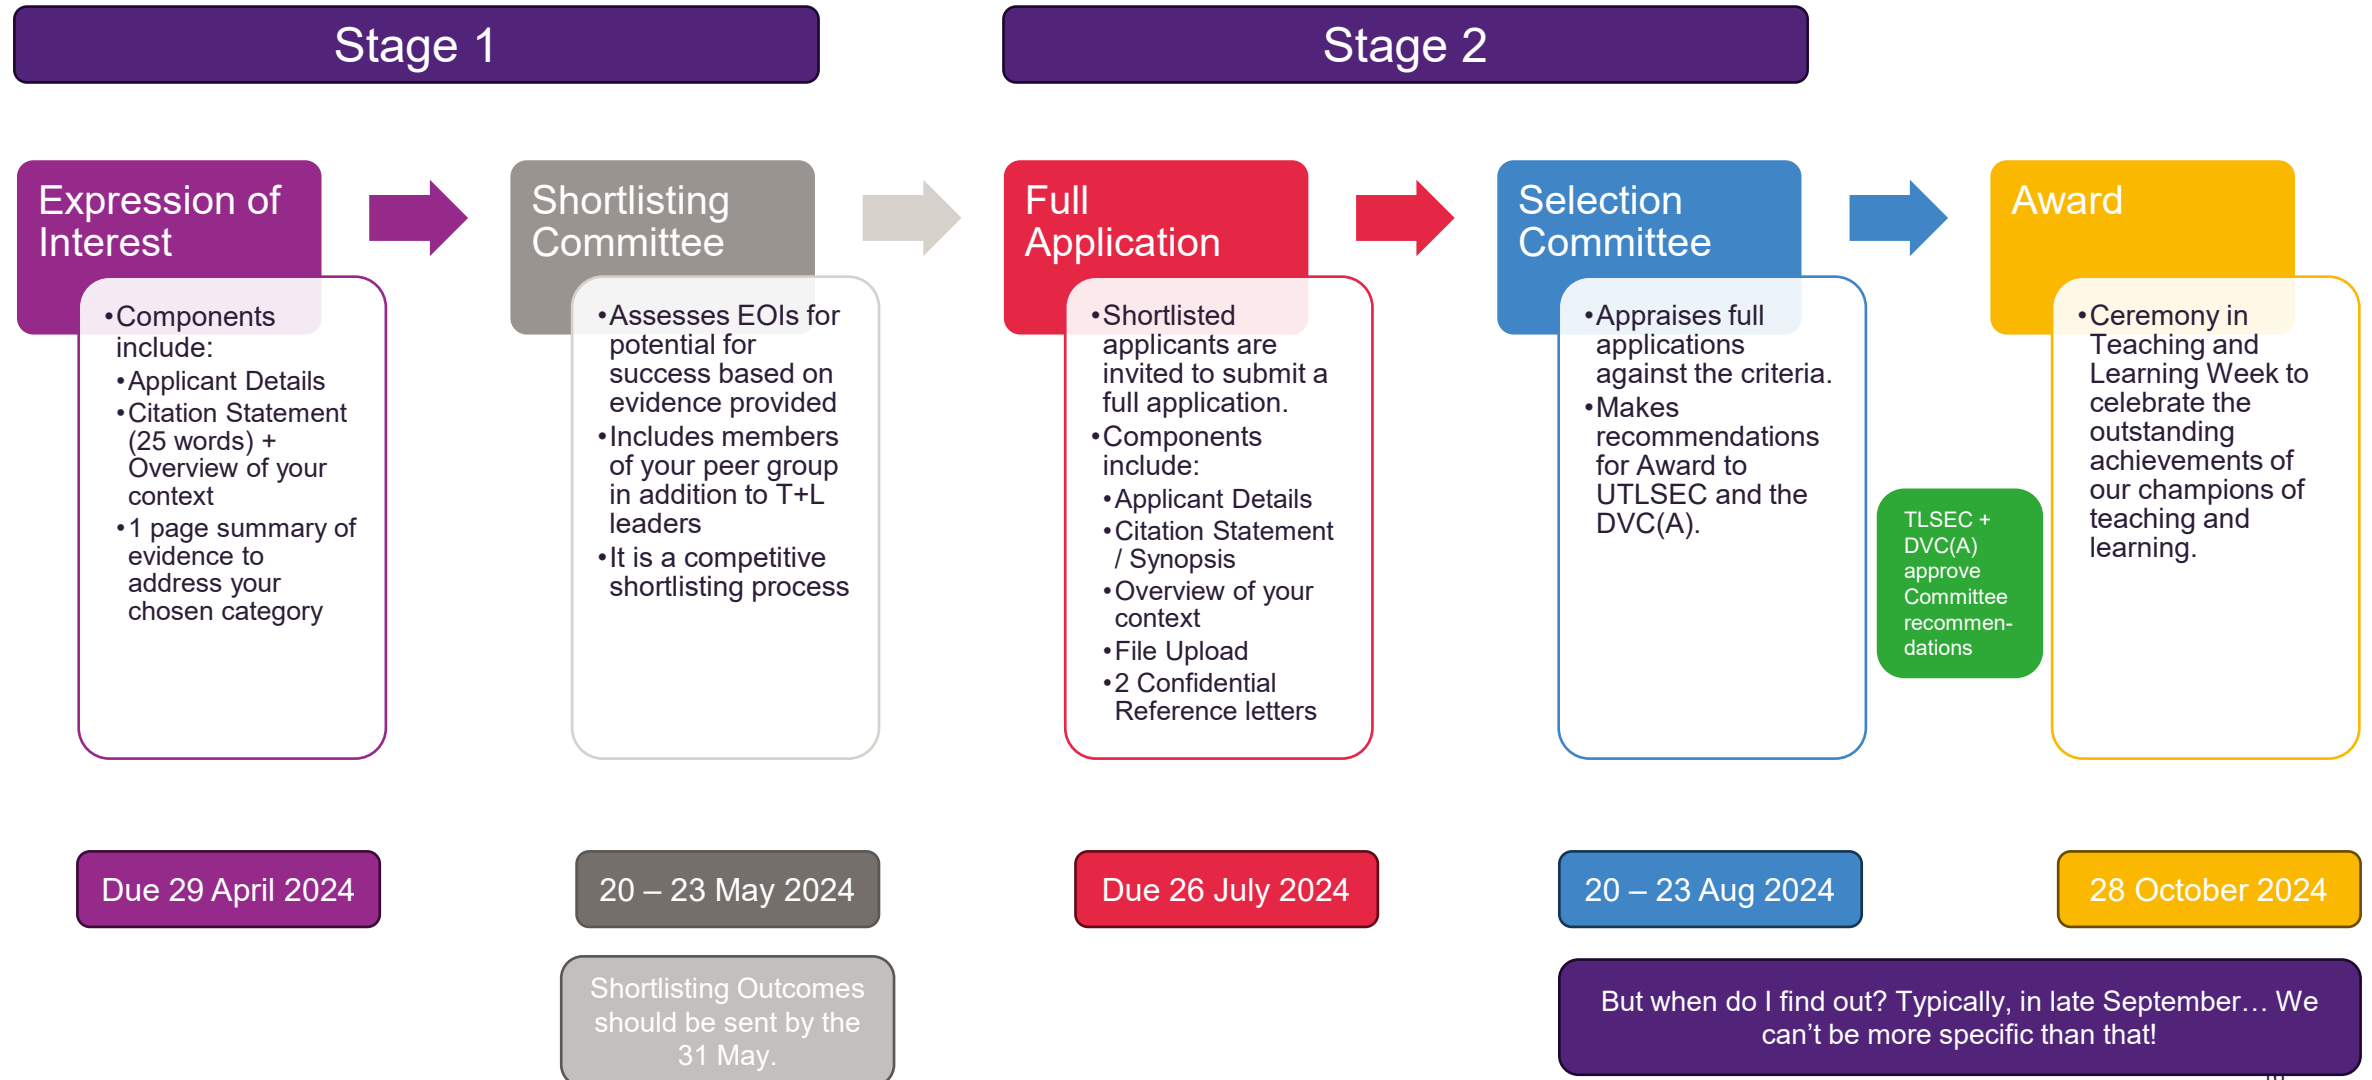 Stage 1
Stage 2
Expression of
Interest
•Components
include:
•Applicant Details
•Citation Statement
(25 words) +
Overview of your
context
•1 page summary of
evidence to
address your
chosen category
Shortlisting
Committee
•Assesses EOIs for
potential for
success based on
evidence provided
•Includes members
of your peer group
in addition to T+L
leaders
•It is a competitive
shortlisting process
Full
Application
•Shortlisted
applicants are
invited to submit a
full application.
•Components
include:
•Applicant Details
•Citation Statement
/ Synopsis
•Overview of your
context
•File Upload
•2 Confidential
Reference letters
Selection
Committee
•Appraises full
applications
against the criteria.
•Makes
recommendations
for Award to
UTLSEC and the
DVC(A).
TLSEC +
DVC(A)
approve
Committee
recommen-
dations
Award
•Ceremony in
Teaching and
Learning Week to
celebrate the
outstanding
achievements of
our champions of
teaching and
learning.
Due 29 April 2024
20 – 23 May 2024
Due 26 July 2024
20 – 23 Aug 2024
28 October 2024
Shortlisting Outcomes
should be sent by the
31 May.
But when do I find out? Typically, in late September… We
can't be more specific than that!